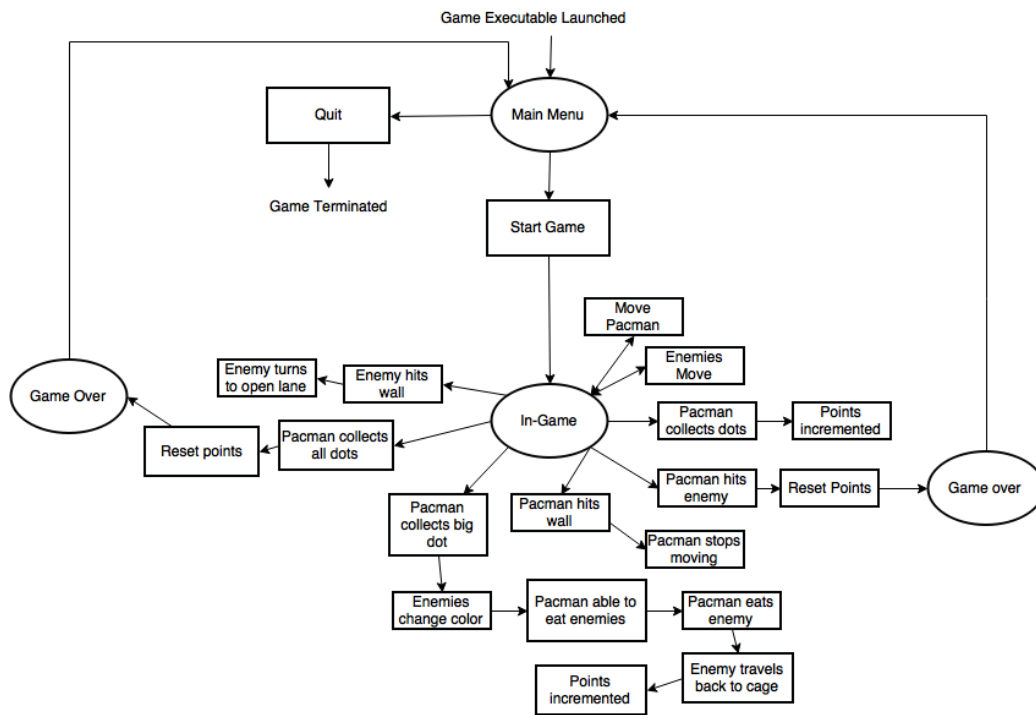 Game Executable Launched
Quit
Main Menu
Game Terminated
Start Game
Move
Pacman
Enemies
Move
Enemy turns
to open lane
Enemy hits
wall
Game Over
In-Game
Pacman
collects dots
Points
incremented
Reset points
Pacman collects
all dots
Pacman hits
enemy
Reset Points
Game over
Pacman
collects big
dot
Pacman hits
wall
Pacman stops
moving
Enemies
change color
Pacman able to
eat enemies
Pacman eats
enemy
Enemy travels
back to cage
Points
incremented